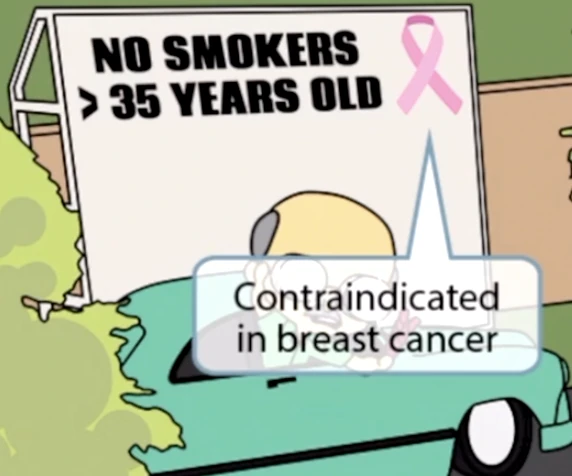 NO SMOKERS
> 35 YEARS OLD
Contraindicated
in breast cancer